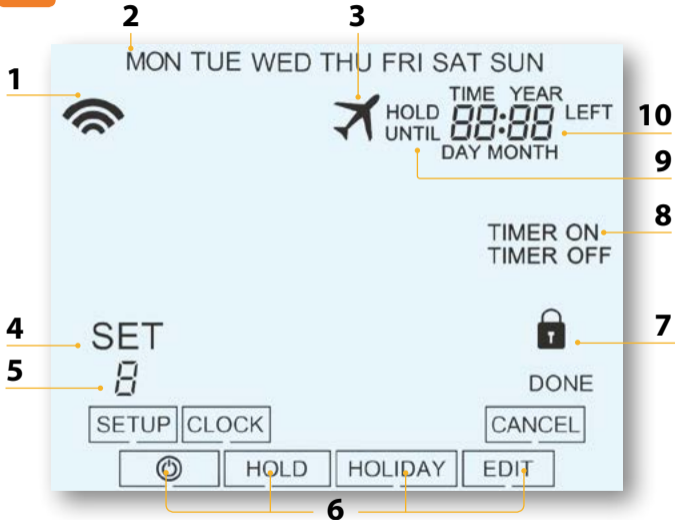 2 3
MON TUE WED THU FRI SAT SUN
1
TIME YEAR
HOLD 88:88 LEFT 10
UNTIL
DAY MONTH
9
8
TIMER ON
TIMER OFF
4 SET 7
5 8
DONE
SETUP CLOCK CANCEL
HOLD HOLIDAY EDIT
6